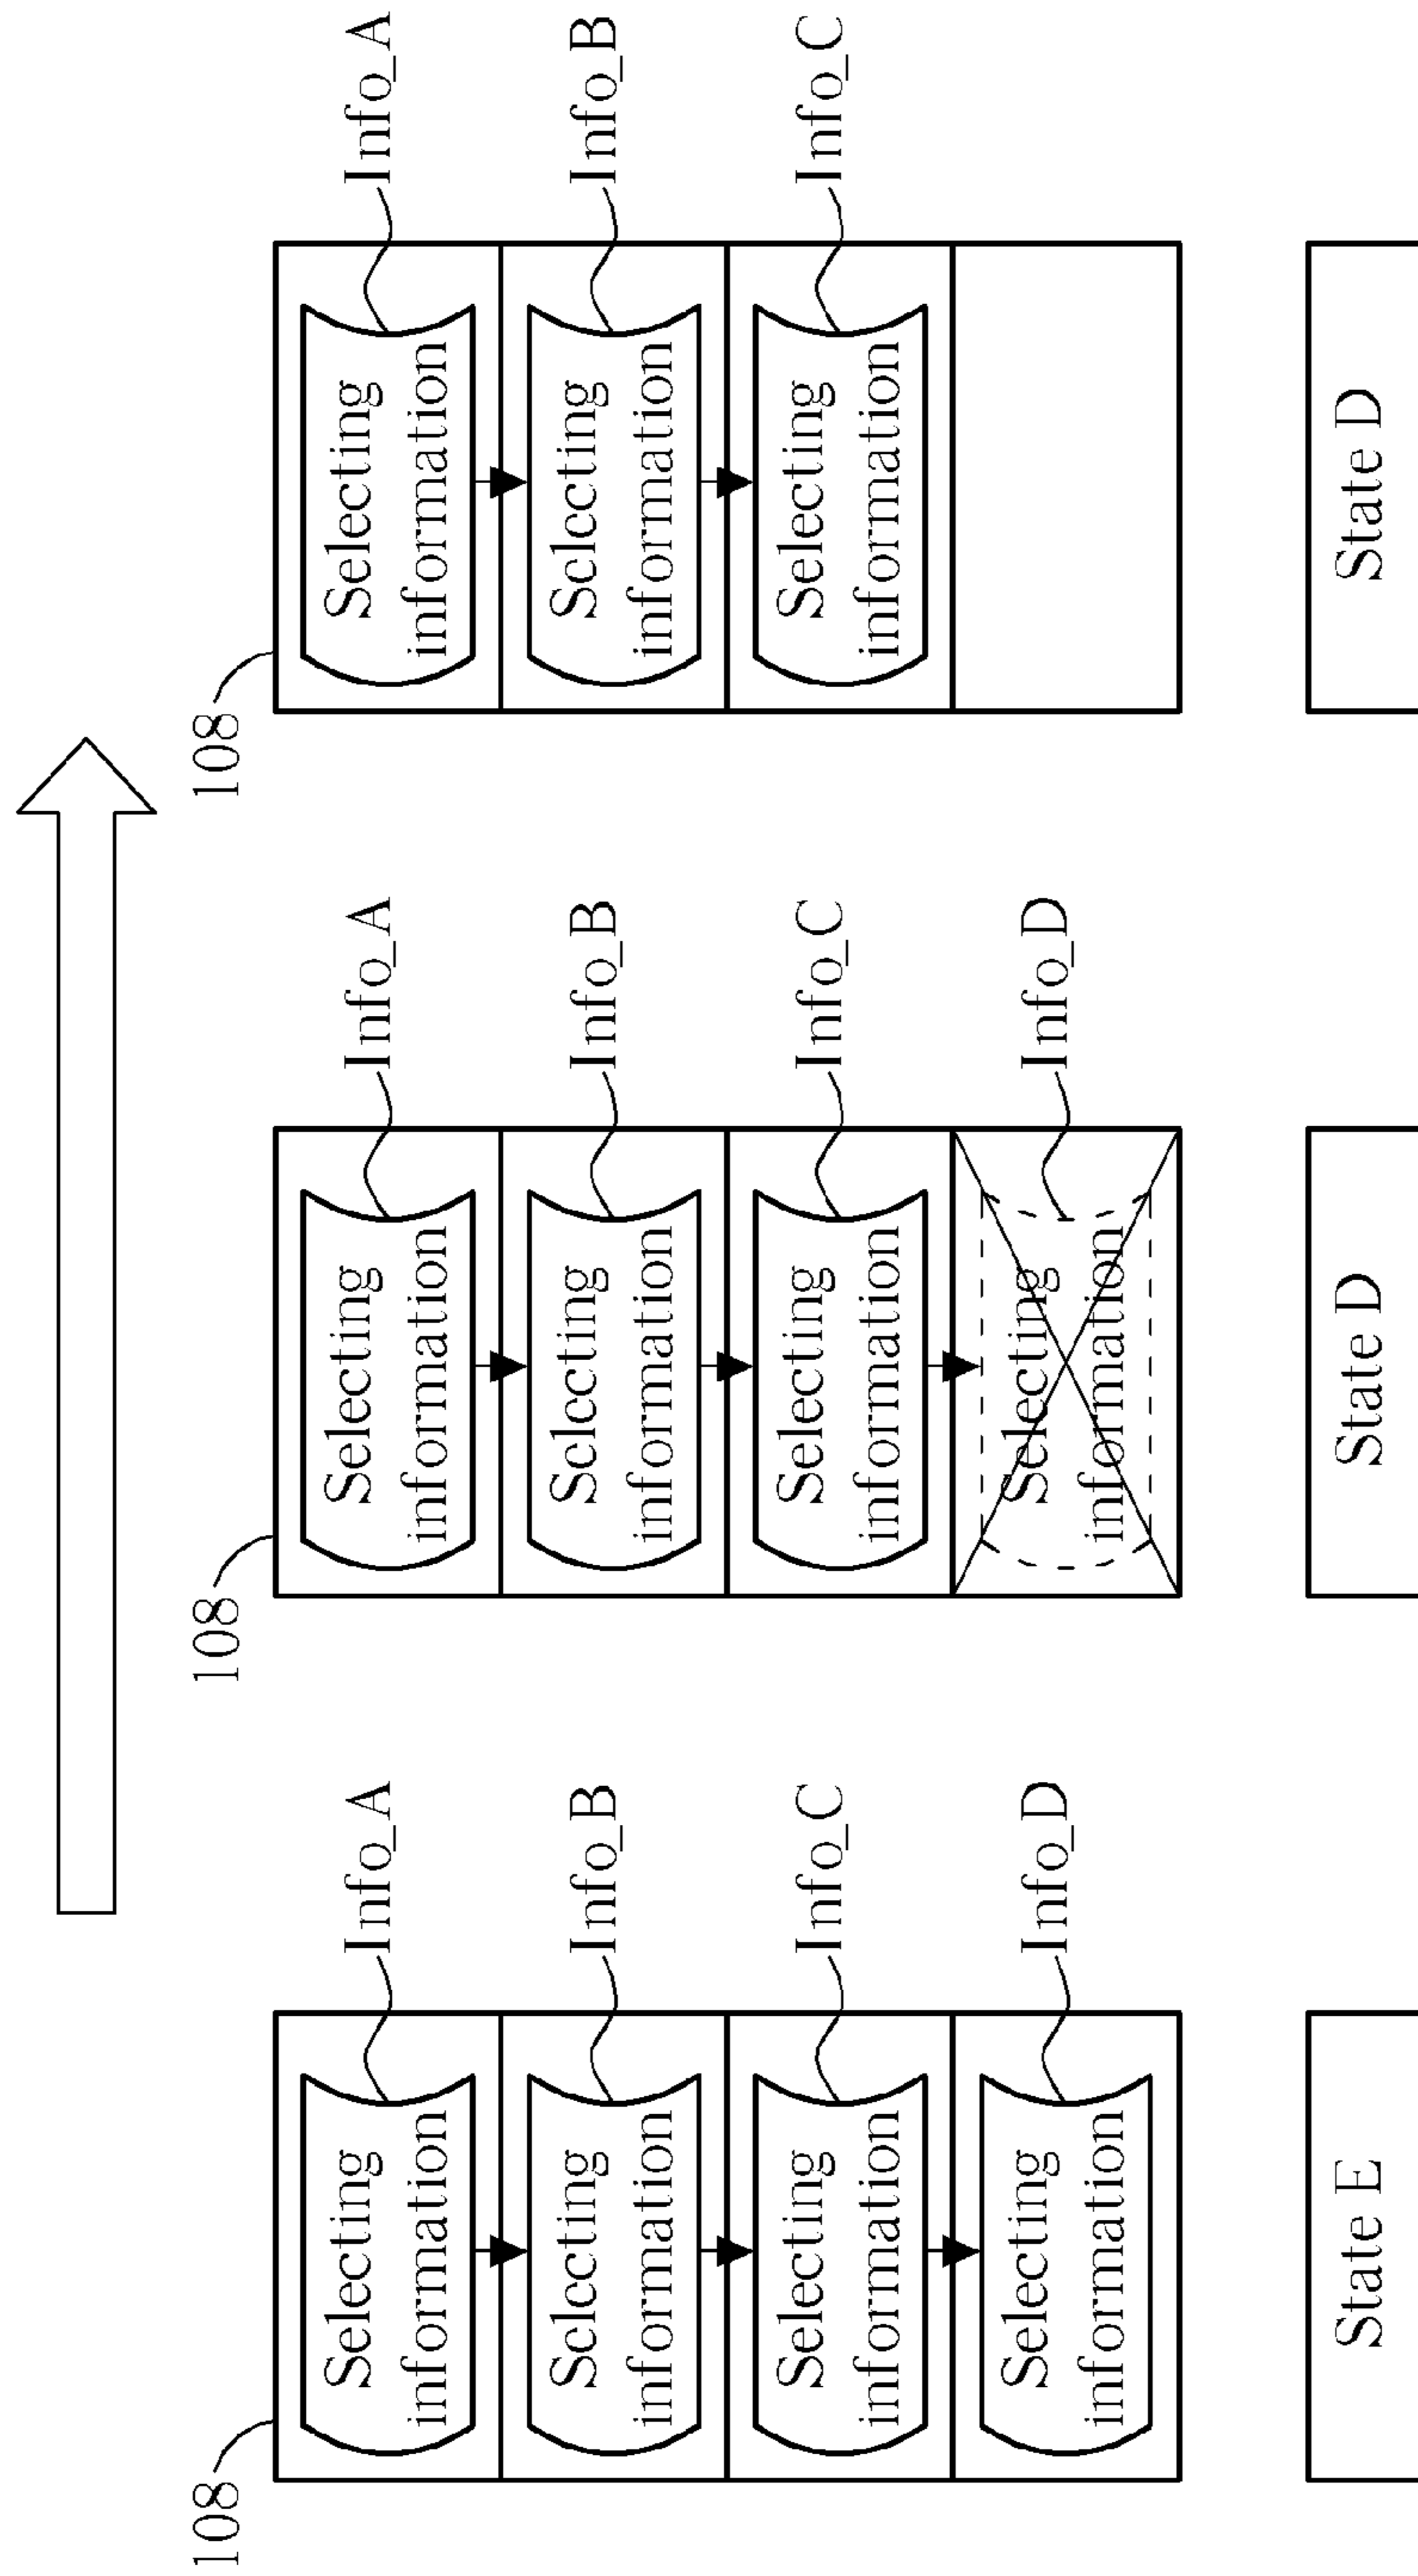 108
Selecting
information
Info_A
Selecting
information
Info_B
Selecting
information
Info_C
Selecting
information
Info_D
State E
108
Selecting
information
Info_A
Selecting
information
Info_B
Selecting
information
Info_C
Selecting
information
Info_D
State D
108
Selecting
information
Info_A
Selecting
information
Info_B
Selecting
information
Info_C
State D